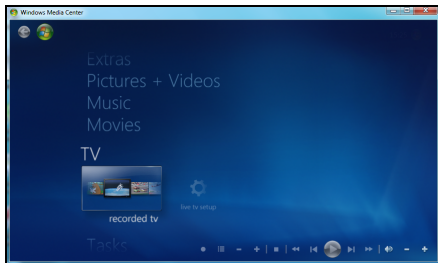 Windows Media Center
Extras
Pictures + Videos
Music
Movies
TV
recorded tv
live tv setup
Tasks